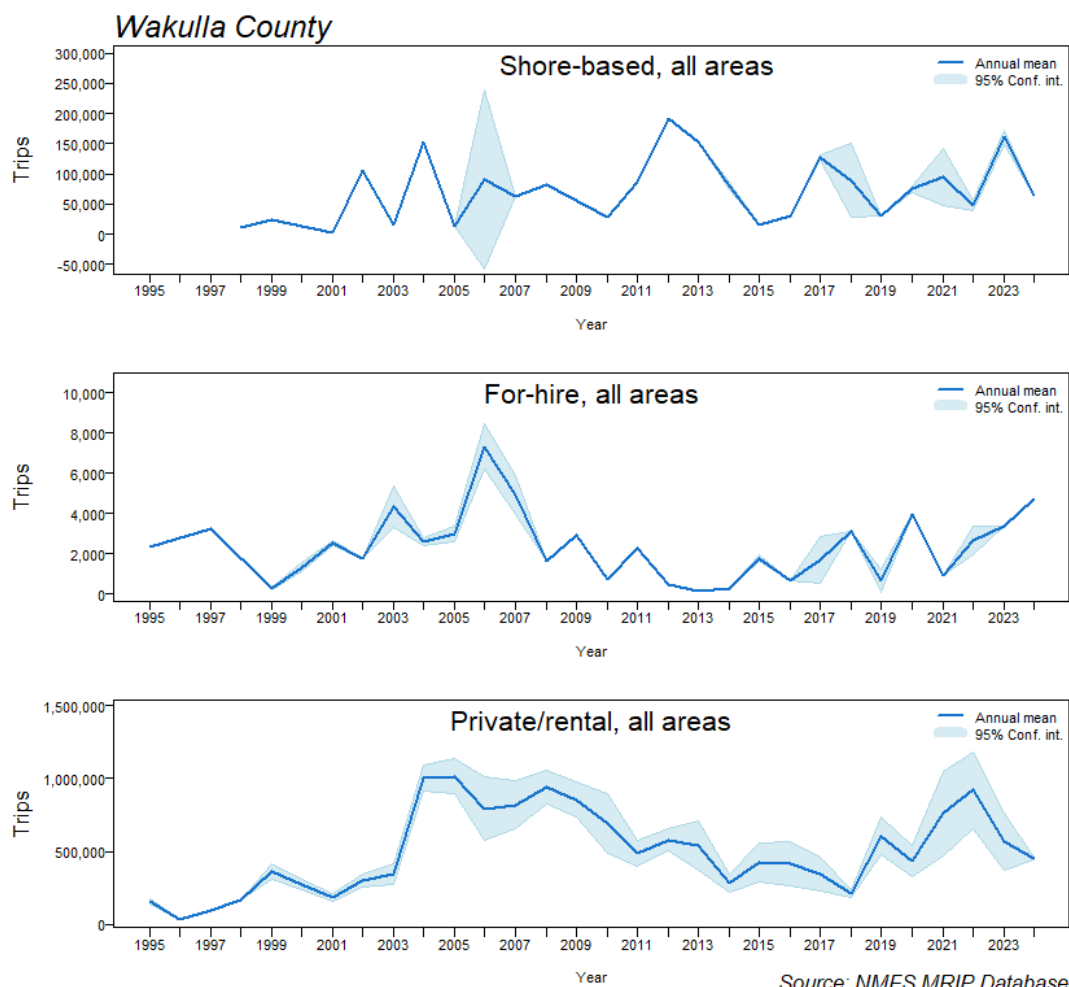 Wakulla County
Shore-based, all areas
Annual mean
95% Conf. int.
Trips
300,000
250,000
200,000
150,000
100,000
50,000
0
-50,000
1995 1997 1999 2001 2003 2005 2007 2009 2011 2013 2015 2017 2019 2021 2023
Year
For-hire, all areas
Annual mean
95% Conf. int.
Trips
10,000
8,000
6,000
4,000
2,000
0
1995 1997 1999 2001 2003 2005 2007 2009 2011 2013 2015 2017 2019 2021 2023
Year
Private/rental, all areas
Annual mean
95% Conf. int.
Trips
1,500,000
1,000,000
500,000
0
1995 1997 1999 2001 2003 2005 2007 2009 2011 2013 2015 2017 2019 2021 2023
Year
Source: NMFS MRIP Database